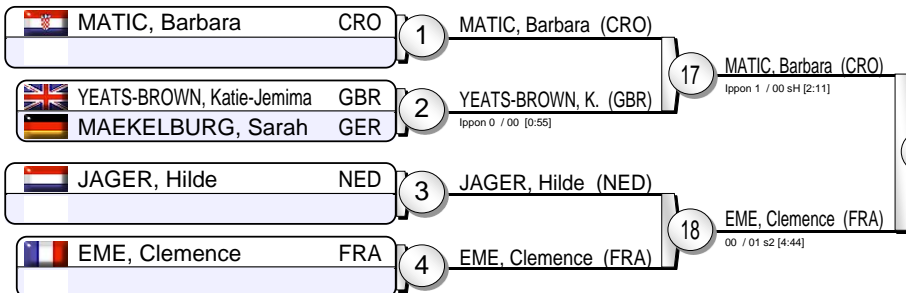 MATIC, Barbara CRO
1
MATIC, Barbara (CRO)
YEATS-BROWN, Katie-Jemima GBR
MAEKELBURG, Sarah GER
2
YEATS-BROWN, K. (GBR)
Ippon 0 / 00 [0:55]
17
MATIC, Barbara (CRO)
Ippon 1 / 00 sH [2:11]
JAGER, Hilde NED
3
JAGER, Hilde (NED)
EME, Clemence FRA
4
EME, Clemence (FRA)
18
EME, Clemence (FRA)
00 / 01 s2 [4:44]